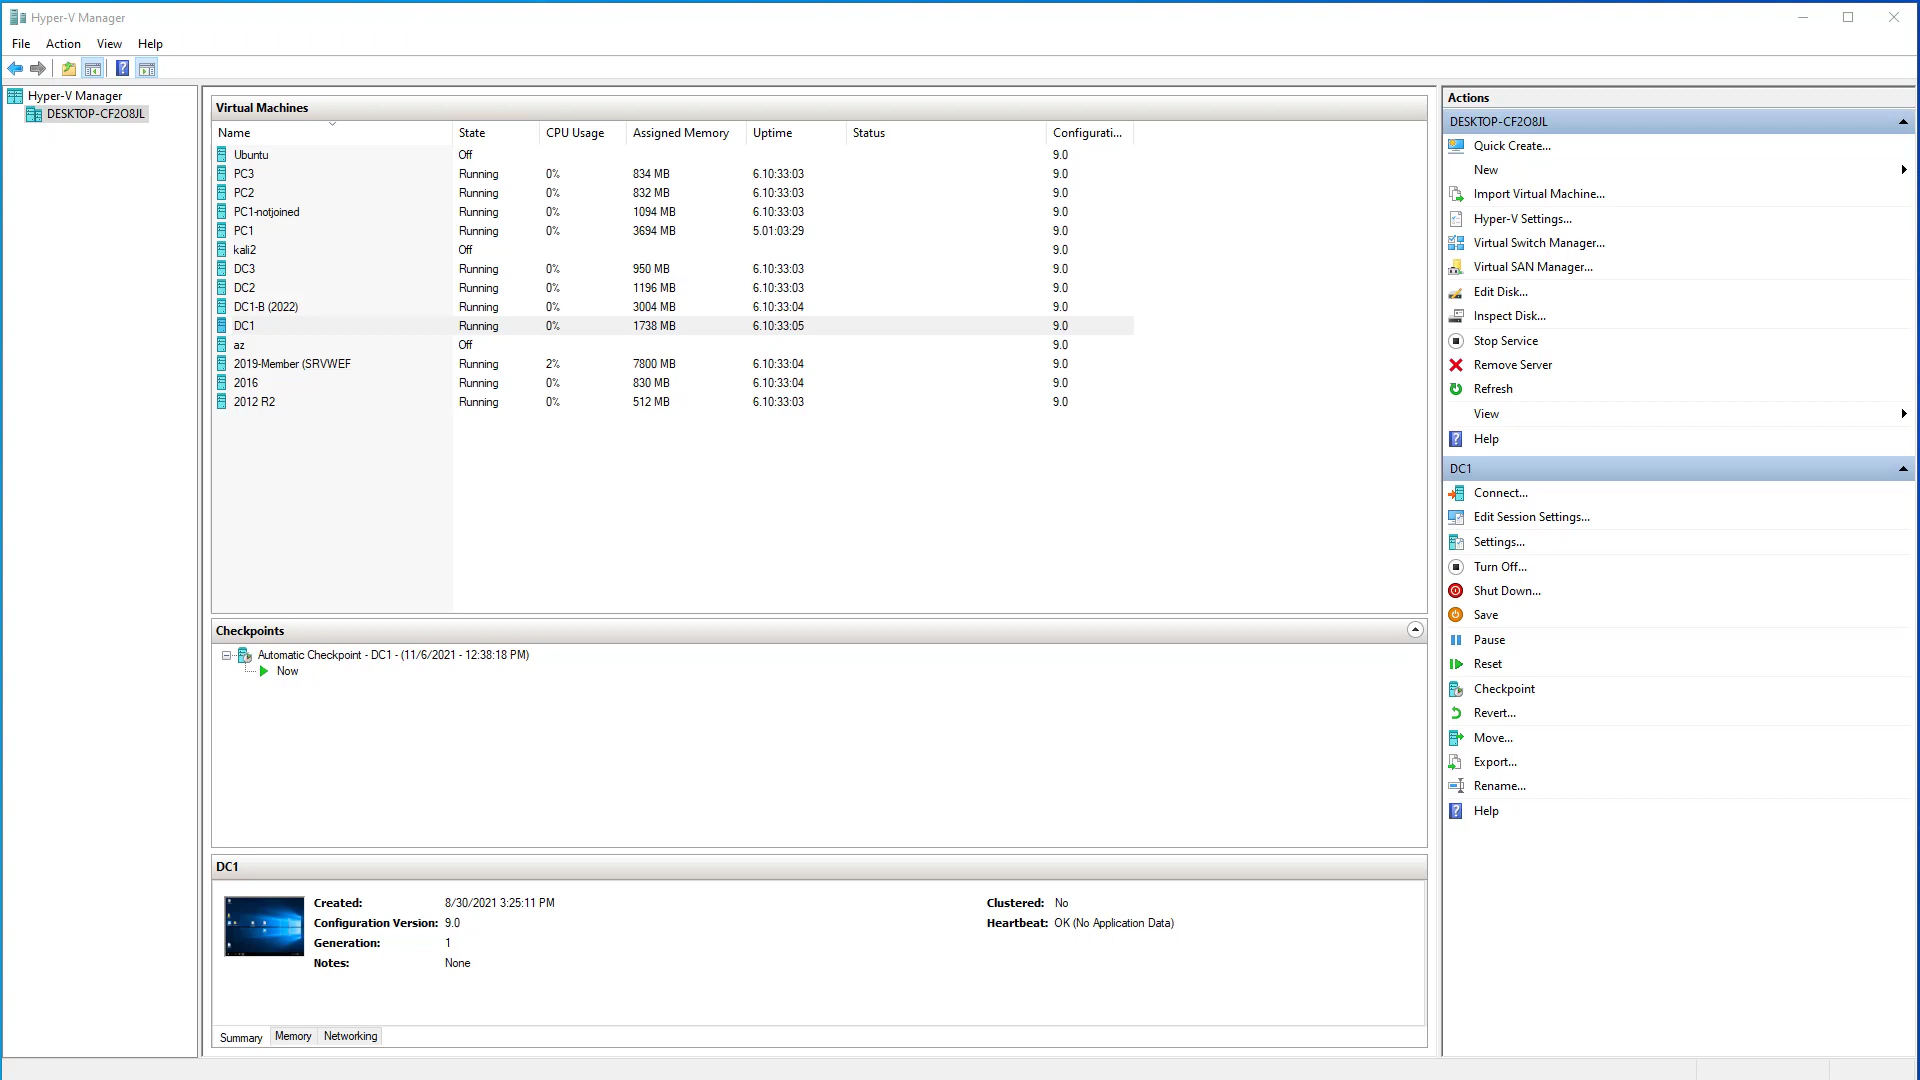 Hyper-V Manager
File Action View Help
Hyper-V Manager
DESKTOP-CF2O8JL
Virtual Machines
Name State CPU Usage Assigned Memory Uptime Status Configurati...
Ubuntu Off 9.0
PC3 Running 0% 834 MB 6.10:33:03 9.0
PC2 Running 0% 832 MB 6.10:33:03 9.0
PC1-notjoined Running 0% 1094 MB 6.10:33:03 9.0
PC1 Running 0% 3694 MB 5.01:03:29 9.0
kali2 Off 9.0
DC3 Running 0% 950 MB 6.10:33:03 9.0
DC2 Running 0% 1196 MB 6.10:33:03 9.0
DC1-B (2022) Running 0% 3004 MB 6.10:33:04 9.0
DC1 Running 0% 1738 MB 6.10:33:05 9.0
az Off 9.0
2019-Member (SRVWEF Running 2% 7800 MB 6.10:33:04 9.0
2016 Running 0% 830 MB 6.10:33:04 9.0
2012 R2 Running 0% 512 MB 6.10:33:03 9.0
Checkpoints
Automatic Checkpoint - DC1 - (11/6/2021 - 12:38:18 PM)
Now
DC1
Created: 8/30/2021 3:25:11 PM Clustered: No
Configuration Version: 9.0 Heartbeat: OK (No Application Data)
Generation: 1
Notes: None
Summary Memory Networking
Actions
DESKTOP-CF2O8JL
Quick Create...
New
Import Virtual Machine...
Hyper-V Settings...
Virtual Switch Manager...
Virtual SAN Manager...
Edit Disk...
Inspect Disk...
Stop Service
Remove Server
Refresh
View
Help
DC1
Connect...
Edit Session Settings...
Settings...
Turn Off...
Shut Down...
Save
Pause
Reset
Checkpoint
Revert...
Move...
Export...
Rename...
Help